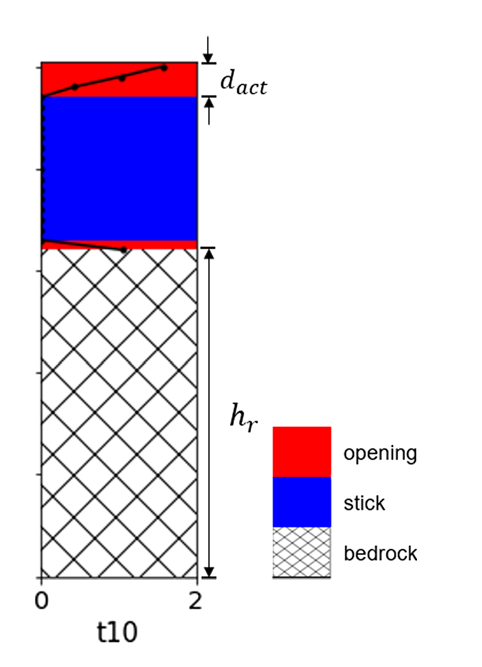 d_act
h_r
opening
stick
bedrock
0 2
t10